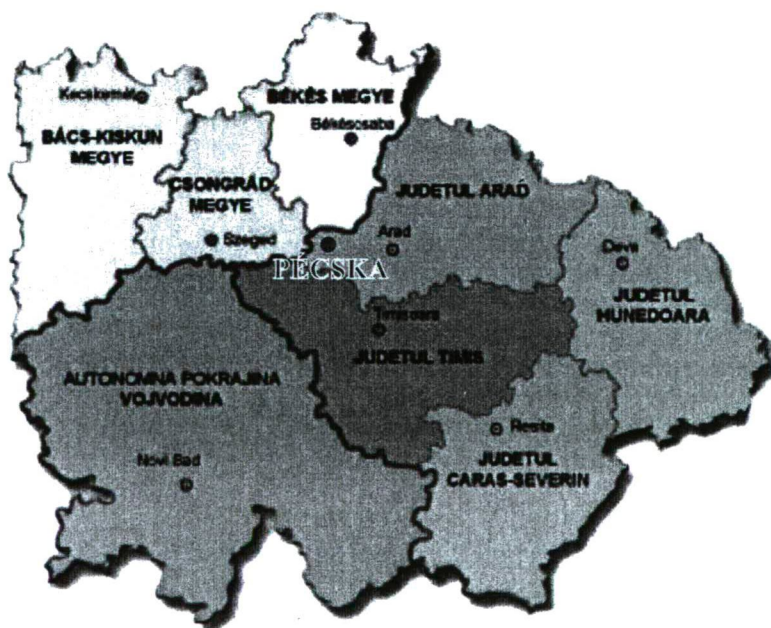 Kecskemét
BÁCS-KISKUN
MEGYE
BÉKÉS MEGYE
Békéscsaba
CSONGRÁD
MEGYE
Szeged
JUDETUL ARAD
Arad
PÉCSKA
Deva
JUDETUL
HUNEDOARA
Timisoara
JUDETUL TIMIS
AUTONOMNA POKRAJINA
VOJVODINA
Novi Sad
Resita
JUDETUL
CARAS-SEVERIN